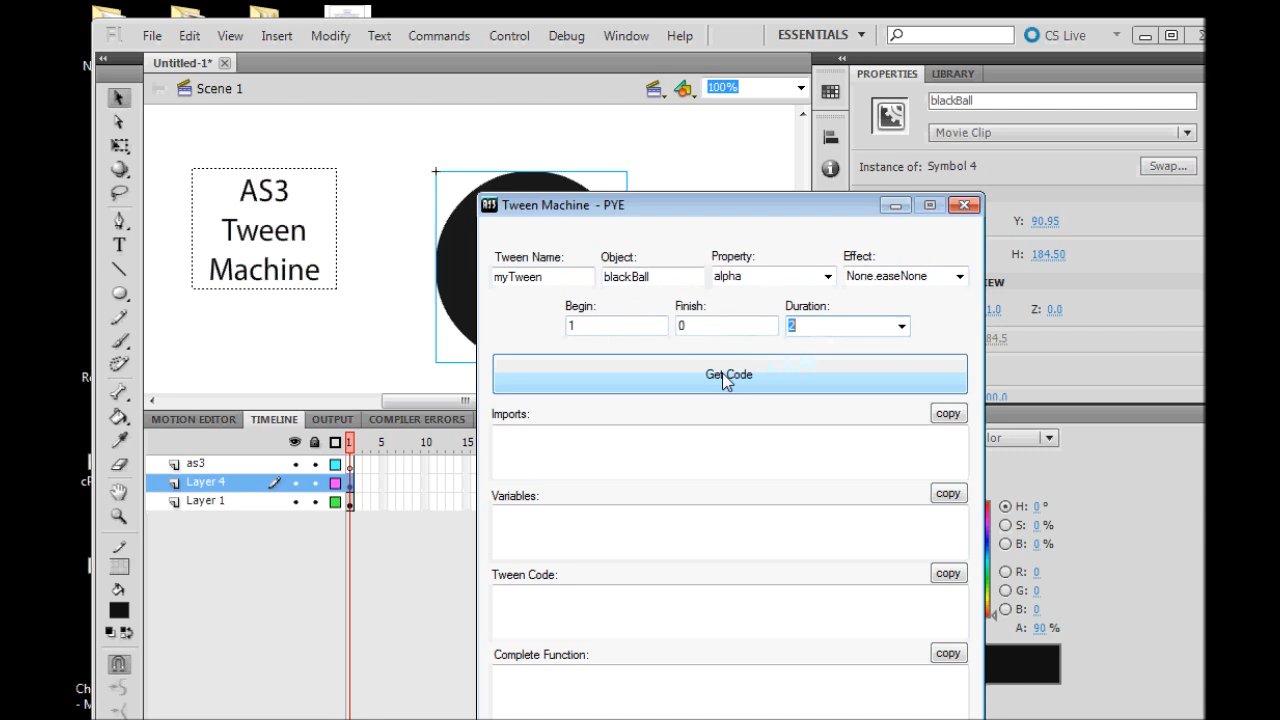 Fl File Edit View Insert Modify Text Commands Control Debug Window Help ESSENTIALS CS Live
Untitled-1*
Scene 1
100%
AS3
Tween
Machine
PROPERTIES LIBRARY
blackBall
Movie Clip
Instance of: Symbol 4 Swap...
Y: 90.95
H: 184.50
Z: 0.0
Tween Machine - PYE
Tween Name: Object: Property: Effect:
myTween blackBall alpha None.easeNone
Begin: Finish: Duration:
1 0 2
Get Code
Imports: copy
Variables: copy
Tween Code: copy
Complete Function: copy
MOTION EDITOR TIMELINE OUTPUT COMPILER ERRORS
1 5 10 15
as3
Layer 4
Layer 1
H: 0 °
S: 0 %
B: 0 %
R: 0
G: 0
B: 0
A: 90 %